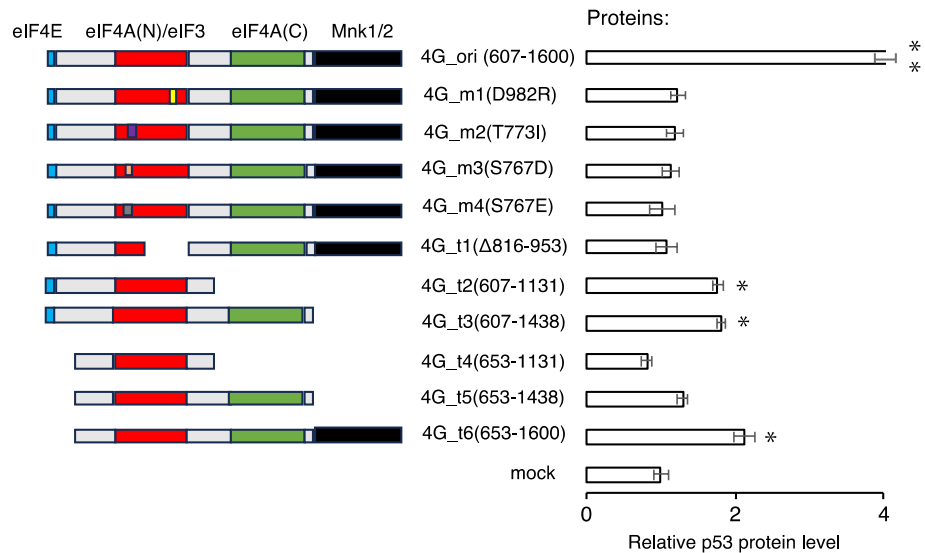 Proteins:
eIF4E eIF4A(N)/eIF3 eIF4A(C) Mnk1/2
4G_ori (607-1600) * *
4G_m1(D982R)
4G_m2(T773I)
4G_m3(S767D)
4G_m4(S767E)
4G_t1(Δ816-953)
4G_t2(607-1131) *
4G_t3(607-1438) *
4G_t4(653-1131)
4G_t5(653-1438)
4G_t6(653-1600) *
mock
0 2 4
Relative p53 protein level